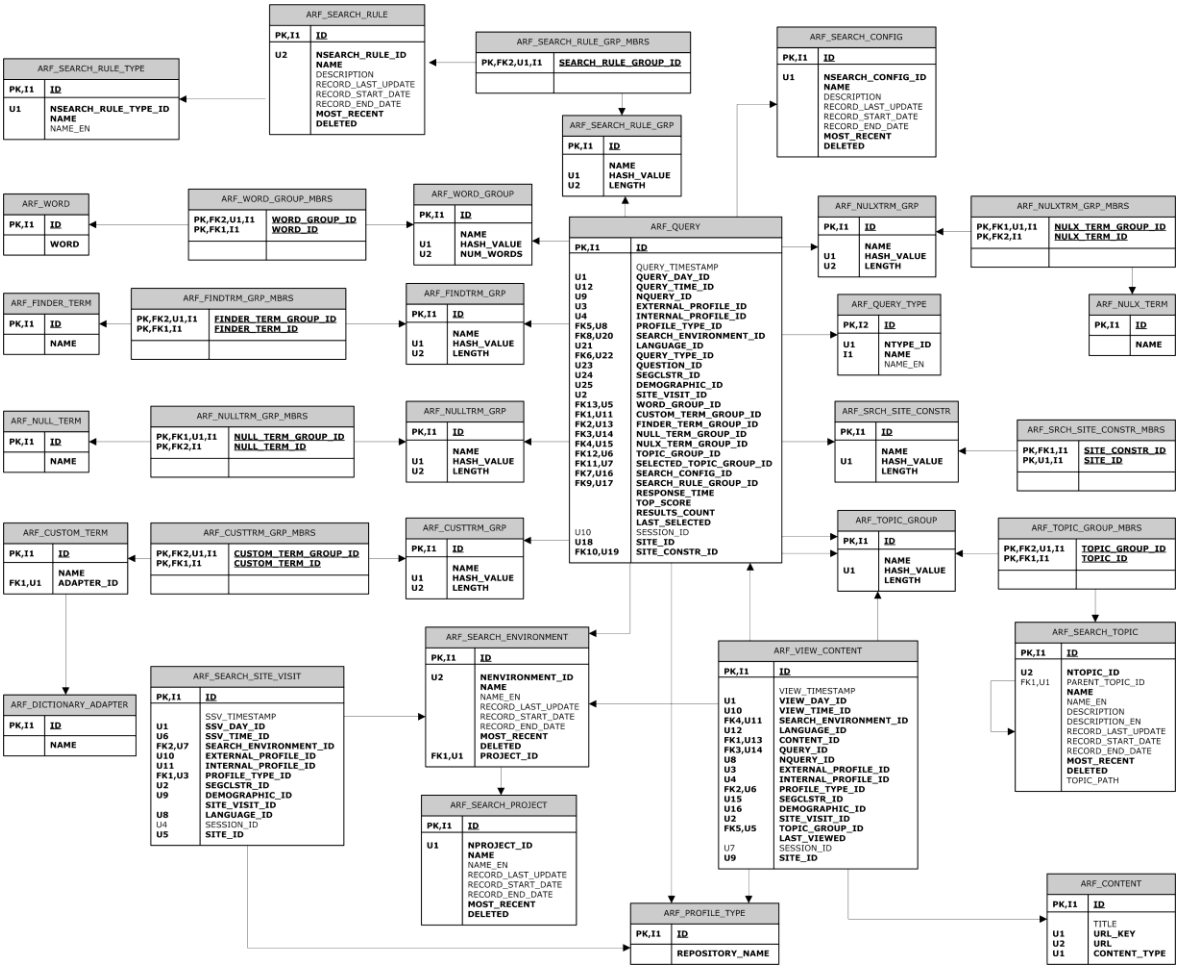 ARF_SEARCH_RULE
PK,I1 ID
U2 NSEARCH_RULE_ID
NAME
DESCRIPTION
RECORD_LAST_UPDATE
RECORD_START_DATE
RECORD_END_DATE
MOST_RECENT
DELETED
ARF_SEARCH_RULE_GRP_MBRS
PK,FK2,U1,I1 SEARCH_RULE_GROUP_ID
ARF_SEARCH_CONFIG
PK,I1 ID
U1 NSEARCH_CONFIG_ID
NAME
DESCRIPTION
RECORD_LAST_UPDATE
RECORD_START_DATE
RECORD_END_DATE
MOST_RECENT
DELETED
ARF_SEARCH_RULE_TYPE
PK,I1 ID
U1 NSEARCH_RULE_TYPE_ID
NAME
NAME_EN
ARF_SEARCH_RULE_GRP
PK,I1 ID
NAME
U1 HASH_VALUE
U2 LENGTH
ARF_WORD
PK,I1 ID
WORD
ARF_WORD_GROUP_MBRS
PK,FK2,U1,I1 WORD_GROUP_ID
PK,FK1,I1 WORD_ID
ARF_WORD_GROUP
PK,I1 ID
NAME
U1 HASH_VALUE
U2 NUM_WORDS
ARF_QUERY
PK,I1 ID
QUERY_TIMESTAMP
U1 QUERY_DAY_ID
U12 QUERY_TIME_ID
U9 NQUERY_ID
U3 EXTERNAL_PROFILE_ID
U4 INTERNAL_PROFILE_ID
FK5,U8 PROFILE_TYPE_ID
FK8,U20 SEARCH_ENVIRONMENT_ID
U21 LANGUAGE_ID
FK6,U22 QUERY_TYPE_ID
U23 QUESTION_ID
U24 SEGCLSTR_ID
U25 DEMOGRAPHIC_ID
U2 SITE_VISIT_ID
FK13,U5 WORD_GROUP_ID
FK1,U11 CUSTOM_TERM_GROUP_ID
FK2,U13 FINDER_TERM_GROUP_ID
FK3,U14 NULL_TERM_GROUP_ID
FK4,U15 NULX_TERM_GROUP_ID
FK12,U6 TOPIC_GROUP_ID
FK11,U7 SELECTED_TOPIC_GROUP_ID
FK7,U16 SEARCH_CONFIG_ID
FK9,U17 SEARCH_RULE_GROUP_ID
RESPONSE_TIME
TOP_SCORE
RESULTS_COUNT
LAST_SELECTED
U10 SESSION_ID
U18 SITE_ID
FK10,U19 SITE_CONSTR_ID
ARF_NULXTRM_GRP
PK,I1 ID
NAME
U1 HASH_VALUE
U2 LENGTH
ARF_NULXTRM_GRP_MBRS
PK,FK1,U1,I1 NULX_TERM_GROUP_ID
PK,FK2,I1 NULX_TERM_ID
ARF_FINDER_TERM
PK,I1 ID
NAME
ARF_FINDTRM_GRP_MBRS
PK,FK2,U1,I1 FINDER_TERM_GROUP_ID
PK,FK1,I1 FINDER_TERM_ID
ARF_FINDTRM_GRP
PK,I1 ID
NAME
U1 HASH_VALUE
U2 LENGTH
ARF_QUERY_TYPE
PK,I2 ID
U1 NTYPE_ID
I1 NAME
NAME_EN
ARF_NULX_TERM
PK,I1 ID
NAME
ARF_NULL_TERM
PK,I1 ID
NAME
ARF_NULLTRM_GRP_MBRS
PK,FK1,U1,I1 NULL_TERM_GROUP_ID
PK,FK2,I1 NULL_TERM_ID
ARF_NULLTRM_GRP
PK,I1 ID
NAME
U1 HASH_VALUE
U2 LENGTH
ARF_SRCH_SITE_CONSTR
PK,I1 ID
NAME
U1 HASH_VALUE
LENGTH
ARF_SRCH_SITE_CONSTR_MBRS
PK,FK1,I1 SITE_CONSTR_ID
PK,U1,I1 SITE_ID
ARF_CUSTOM_TERM
PK,I1 ID
NAME
FK1,U1 ADAPTER_ID
ARF_CUSTTRM_GRP_MBRS
PK,FK2,U1,I1 CUSTOM_TERM_GROUP_ID
PK,FK1,I1 CUSTOM_TERM_ID
ARF_CUSTTRM_GRP
PK,I1 ID
NAME
U1 HASH_VALUE
U2 LENGTH
ARF_TOPIC_GROUP
PK,I1 ID
NAME
U1 HASH_VALUE
LENGTH
ARF_TOPIC_GROUP_MBRS
PK,FK2,U1,I1 TOPIC_GROUP_ID
PK,FK1,I1 TOPIC_ID
ARF_DICTIONARY_ADAPTER
PK,I1 ID
NAME
ARF_SEARCH_SITE_VISIT
PK,I1 ID
SSV_TIMESTAMP
U1 SSV_DAY_ID
U6 SSV_TIME_ID
FK2,U7 SEARCH_ENVIRONMENT_ID
U10 EXTERNAL_PROFILE_ID
U11 INTERNAL_PROFILE_ID
FK1,U3 PROFILE_TYPE_ID
U2 SEGCLSTR_ID
U9 DEMOGRAPHIC_ID
SITE_VISIT_ID
U8 LANGUAGE_ID
U4 SESSION_ID
U5 SITE_ID
ARF_SEARCH_ENVIRONMENT
PK,I1 ID
U2 NENVIRONMENT_ID
NAME
NAME_EN
RECORD_LAST_UPDATE
RECORD_START_DATE
RECORD_END_DATE
MOST_RECENT
DELETED
FK1,U1 PROJECT_ID
ARF_SEARCH_PROJECT
PK,I1 ID
U1 NPROJECT_ID
NAME
NAME_EN
RECORD_LAST_UPDATE
RECORD_START_DATE
RECORD_END_DATE
MOST_RECENT
DELETED
ARF_VIEW_CONTENT
PK,I1 ID
VIEW_TIMESTAMP
U1 VIEW_DAY_ID
U10 VIEW_TIME_ID
FK4,U11 SEARCH_ENVIRONMENT_ID
U12 LANGUAGE_ID
FK1,U13 CONTENT_ID
FK3,U14 QUERY_ID
U8 NQUERY_ID
U3 EXTERNAL_PROFILE_ID
U4 INTERNAL_PROFILE_ID
FK2,U6 PROFILE_TYPE_ID
U15 SEGCLSTR_ID
U16 DEMOGRAPHIC_ID
U2 SITE_VISIT_ID
FK5,U5 TOPIC_GROUP_ID
LAST_VIEWED
U7 SESSION_ID
U9 SITE_ID
ARF_SEARCH_TOPIC
PK,I1 ID
U2 NTOPIC_ID
FK1,U1 PARENT_TOPIC_ID
NAME
NAME_EN
DESCRIPTION
DESCRIPTION_EN
RECORD_LAST_UPDATE
RECORD_START_DATE
RECORD_END_DATE
MOST_RECENT
DELETED
TOPIC_PATH
ARF_PROFILE_TYPE
PK,I1 ID
REPOSITORY_NAME
ARF_CONTENT
PK,I1 ID
TITLE
U1 URL_KEY
U2 URL
U1 CONTENT_TYPE